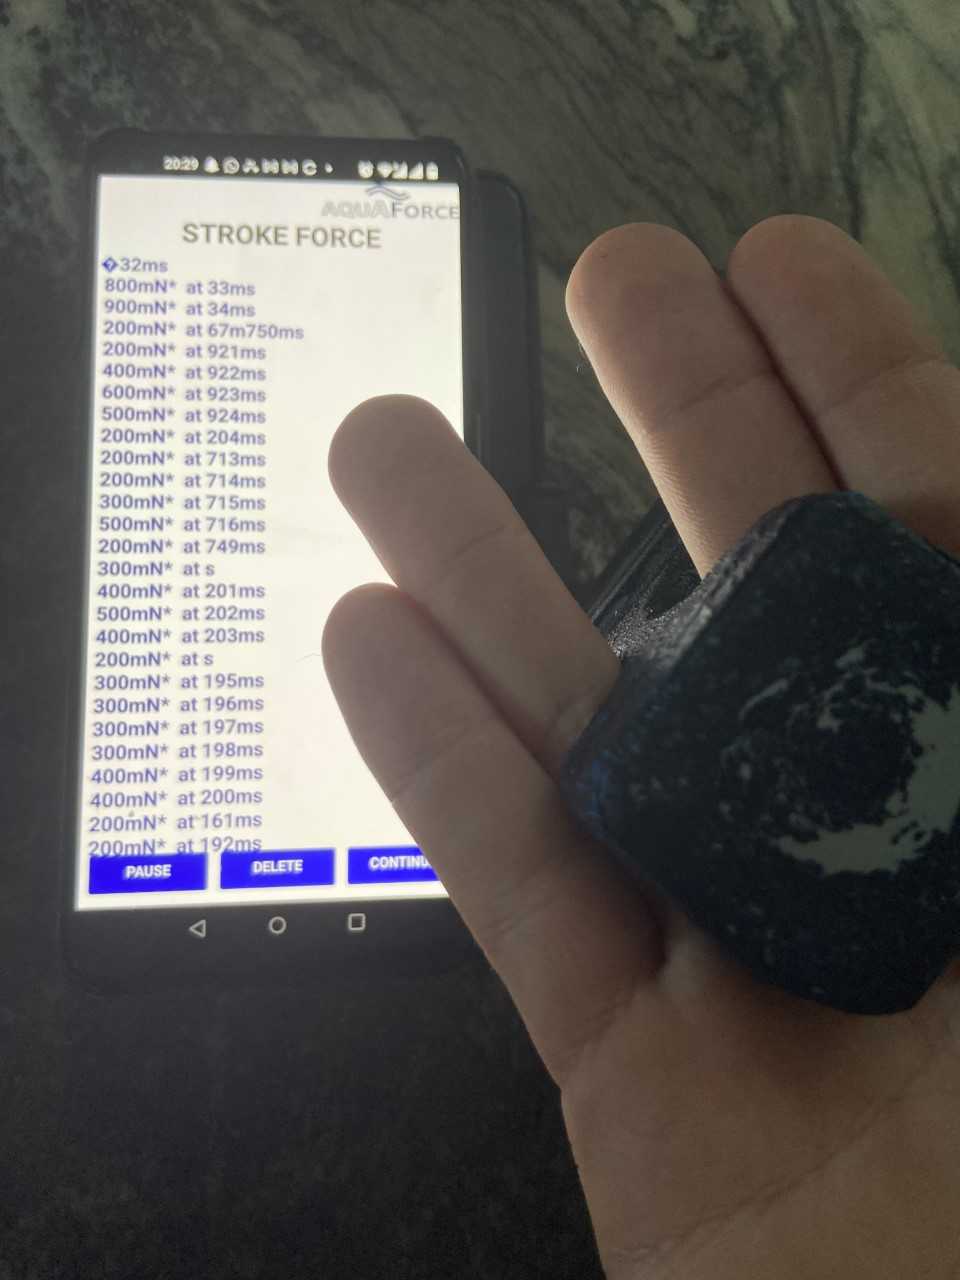 20:29
AQUAFORCE
STROKE FORCE
�32ms
800mN* at 33ms
900mN* at 34ms
200mN* at 67m750ms
200mN* at 921ms
400mN* at 922ms
600mN* at 923ms
500mN* at 924ms
200mN* at 204ms
200mN* at 713ms
200mN* at 714ms
300mN* at 715ms
500mN* at 716ms
200mN* at 749ms
300mN* at s
400mN* at 201ms
500mN* at 202ms
400mN* at 203ms
200mN* at s
300mN* at 195ms
300mN* at 196ms
300mN* at 197ms
300mN* at 198ms
400mN* at 199ms
400mN* at 200ms
200mN* at 161ms
200mN* at 192ms
PAUSE DELETE CONTINU